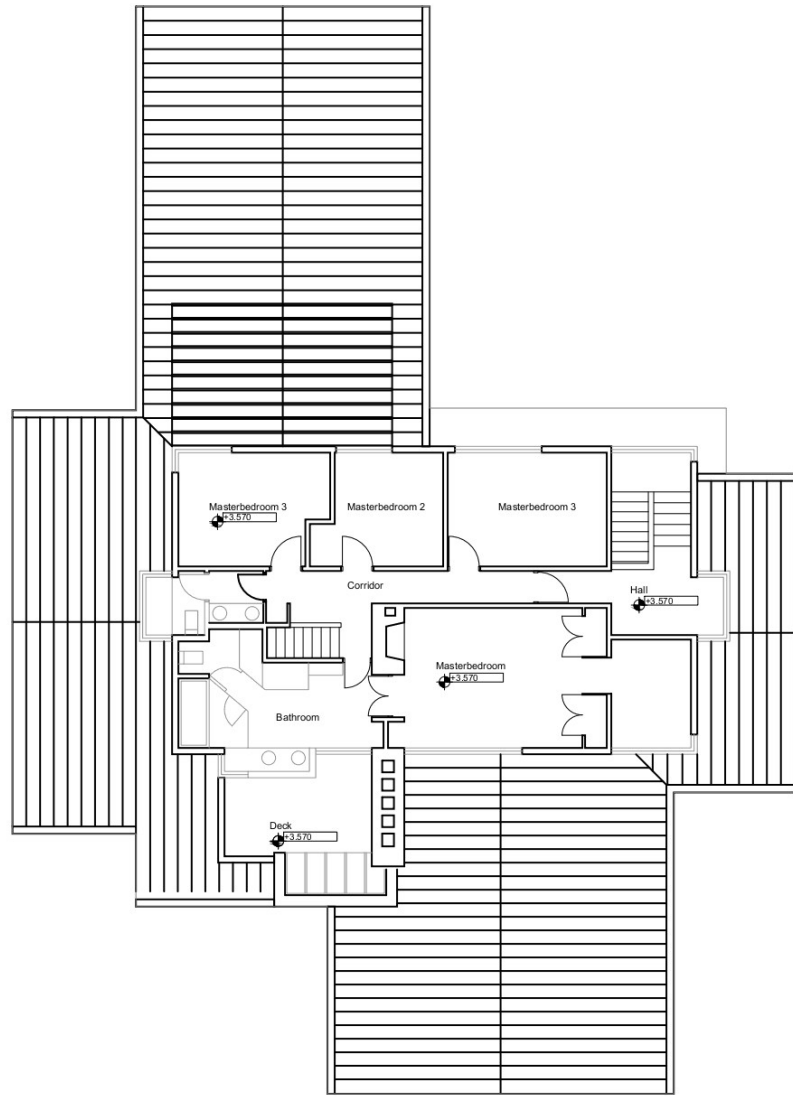 Masterbedroom 3
+3.570
Masterbedroom 2
Masterbedroom 3
Corridor
Hall
+3.570
Masterbedroom
+3.570
Bathroom
Deck
+3.570